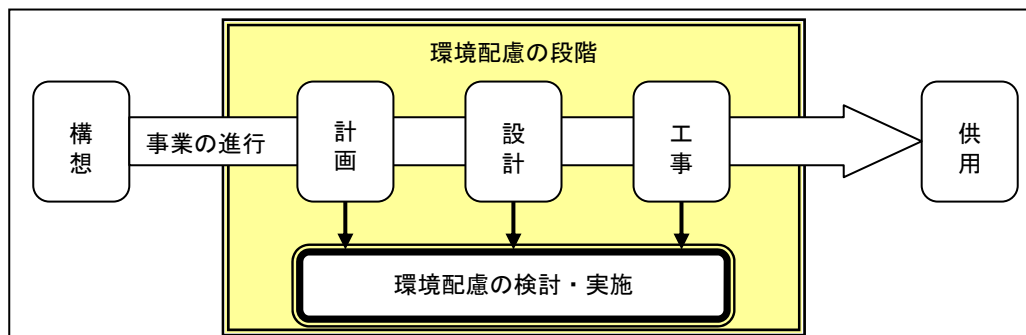 環境配慮の段階
構想
事業の進行
計画
設計
工事
供用
環境配慮の検討・実施